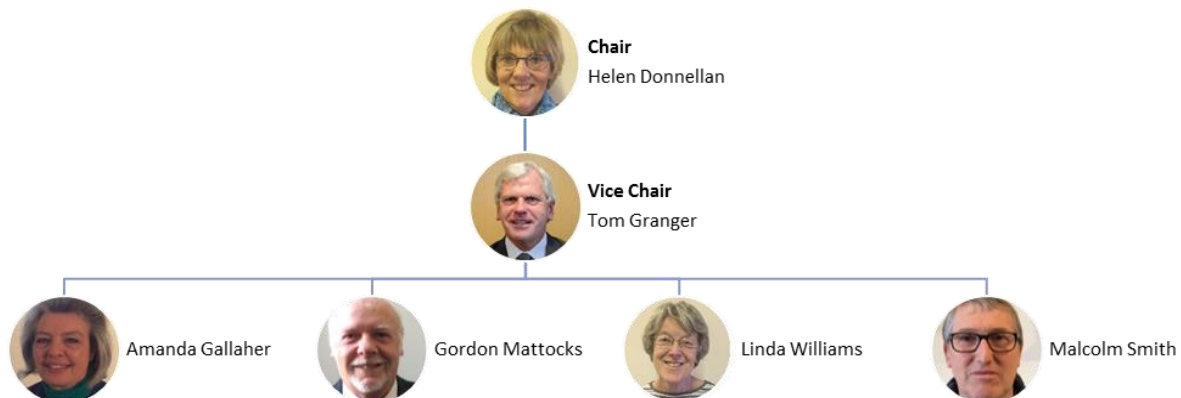 Chair
Helen Donnellan
Vice Chair
Tom Granger
Amanda Gallaher
Gordon Mattocks
Linda Williams
Malcolm Smith